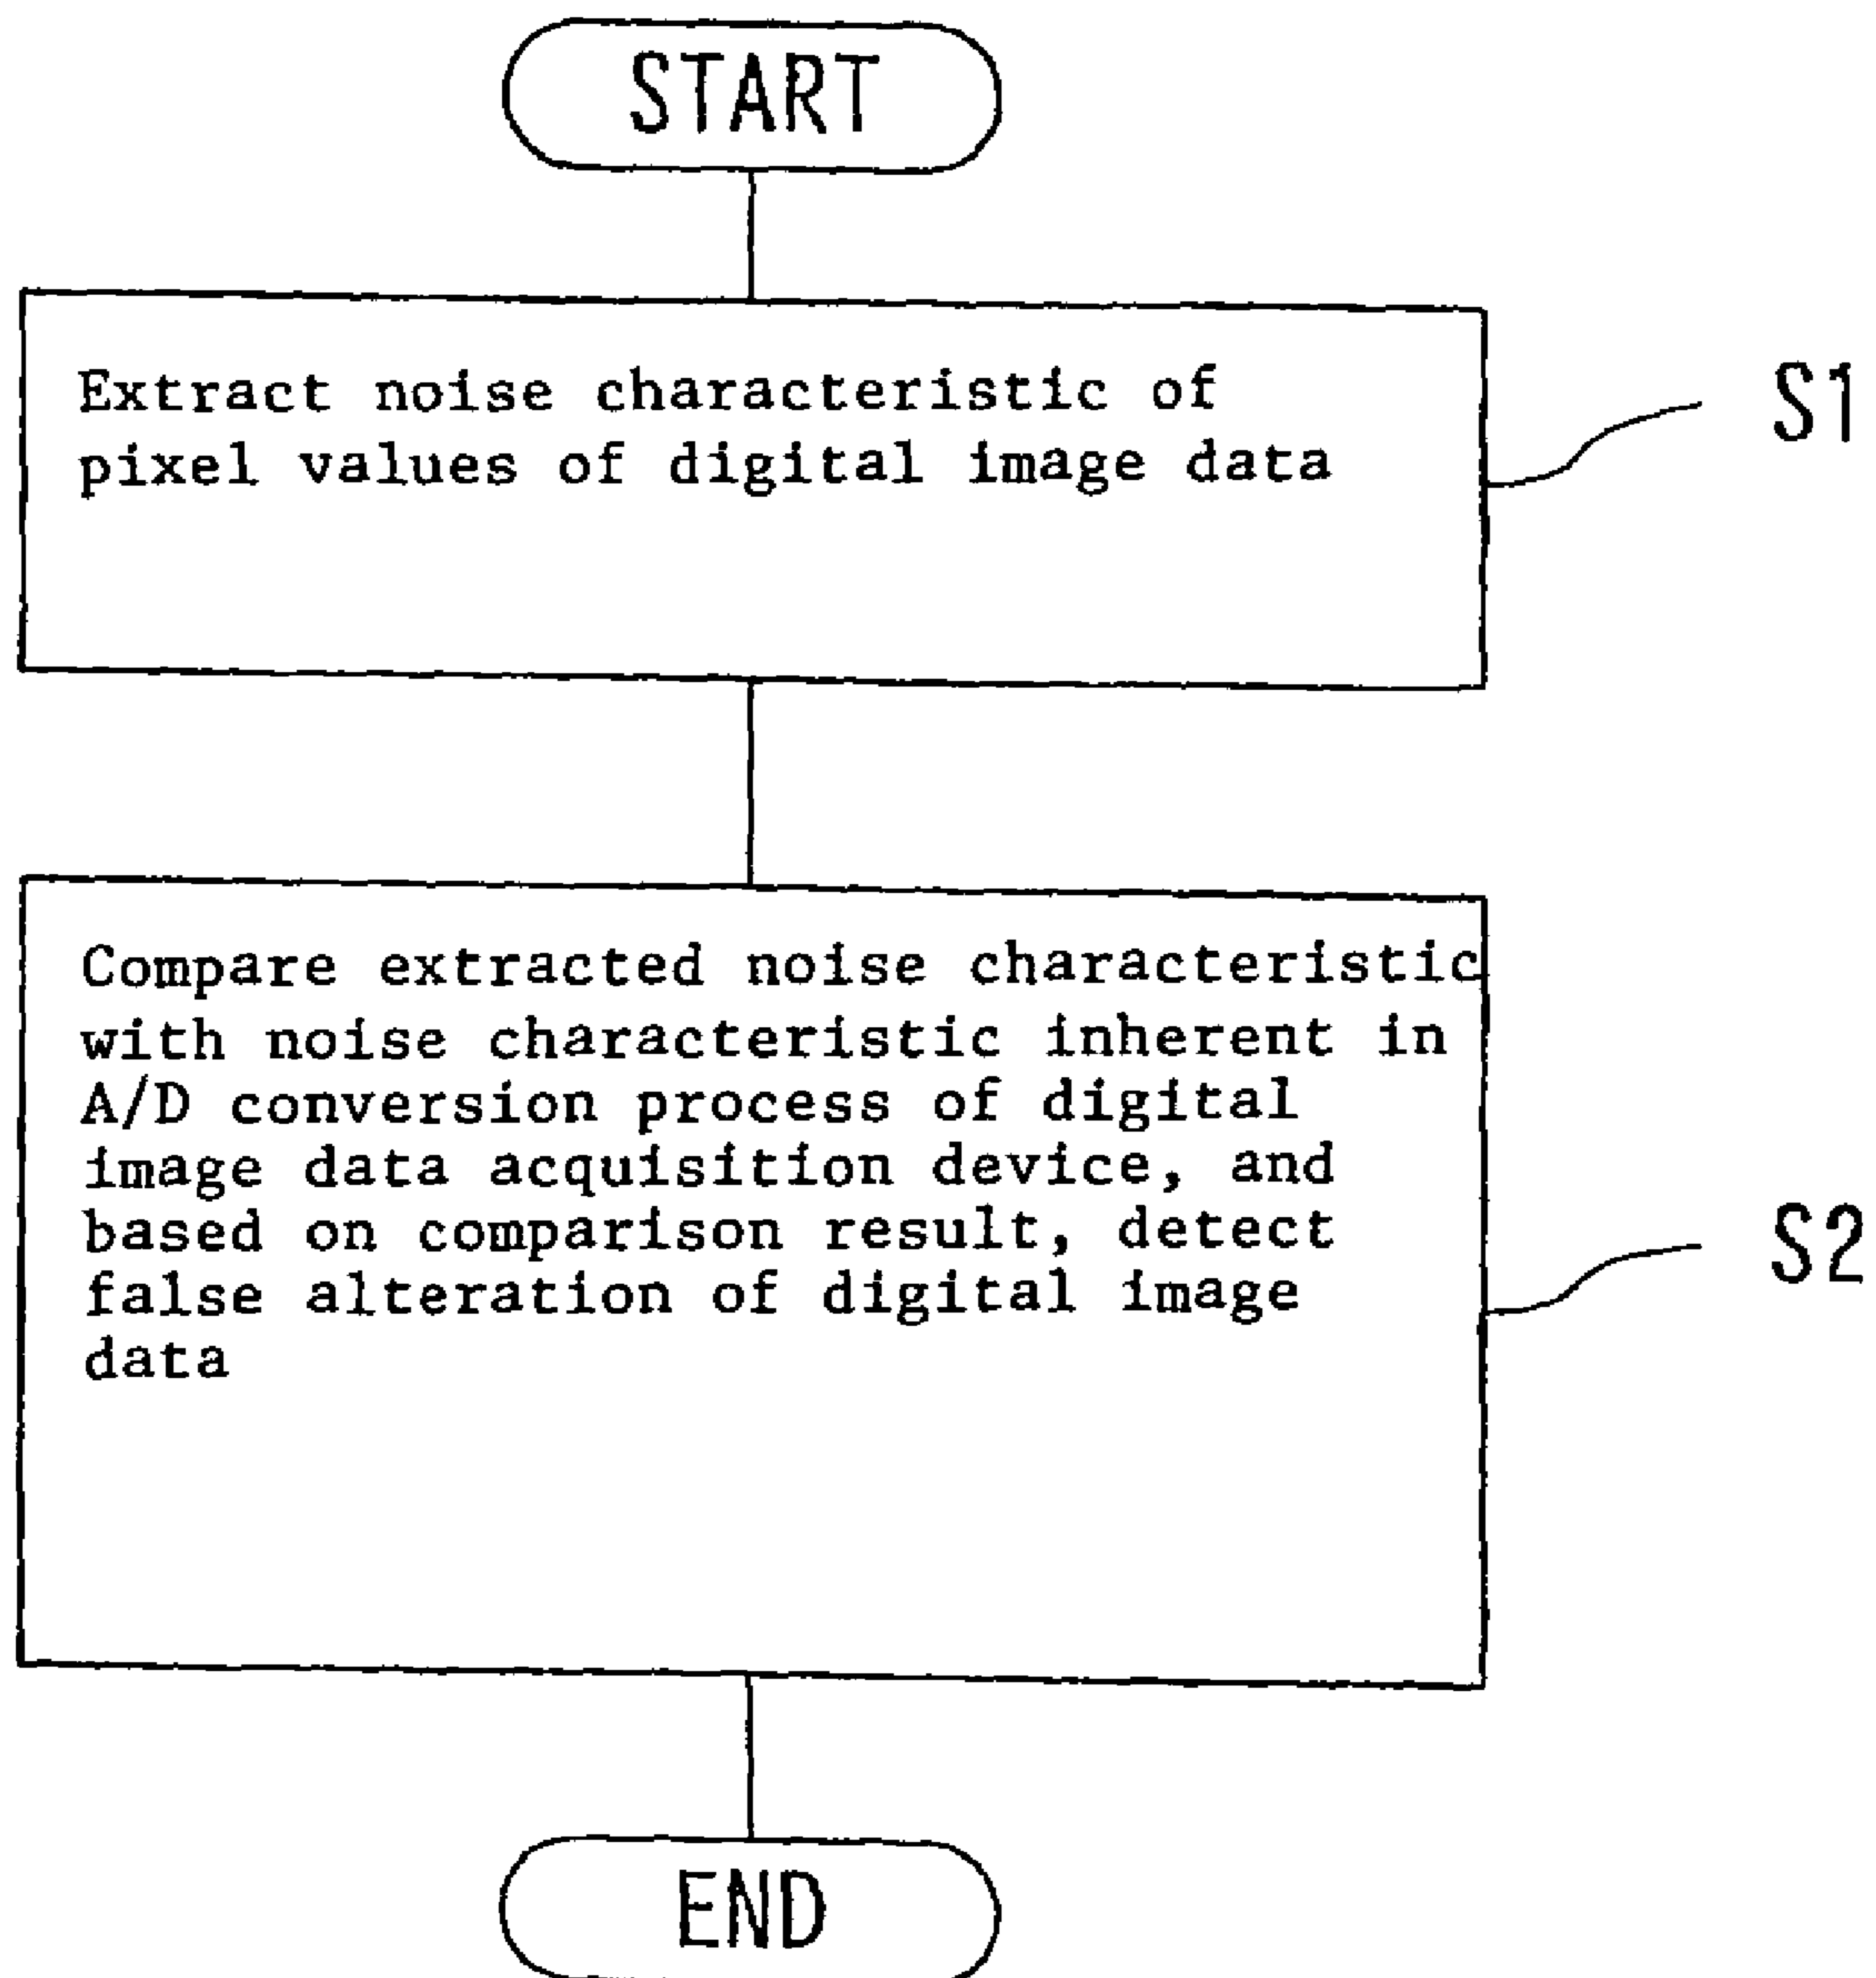 START
Extract noise characteristic of
pixel values of digital image data
S1
Compare extracted noise characteristic
with noise characteristic inherent in
A/D conversion process of digital
image data acquisition device, and
based on comparison result, detect
false alteration of digital image
data
S2
END